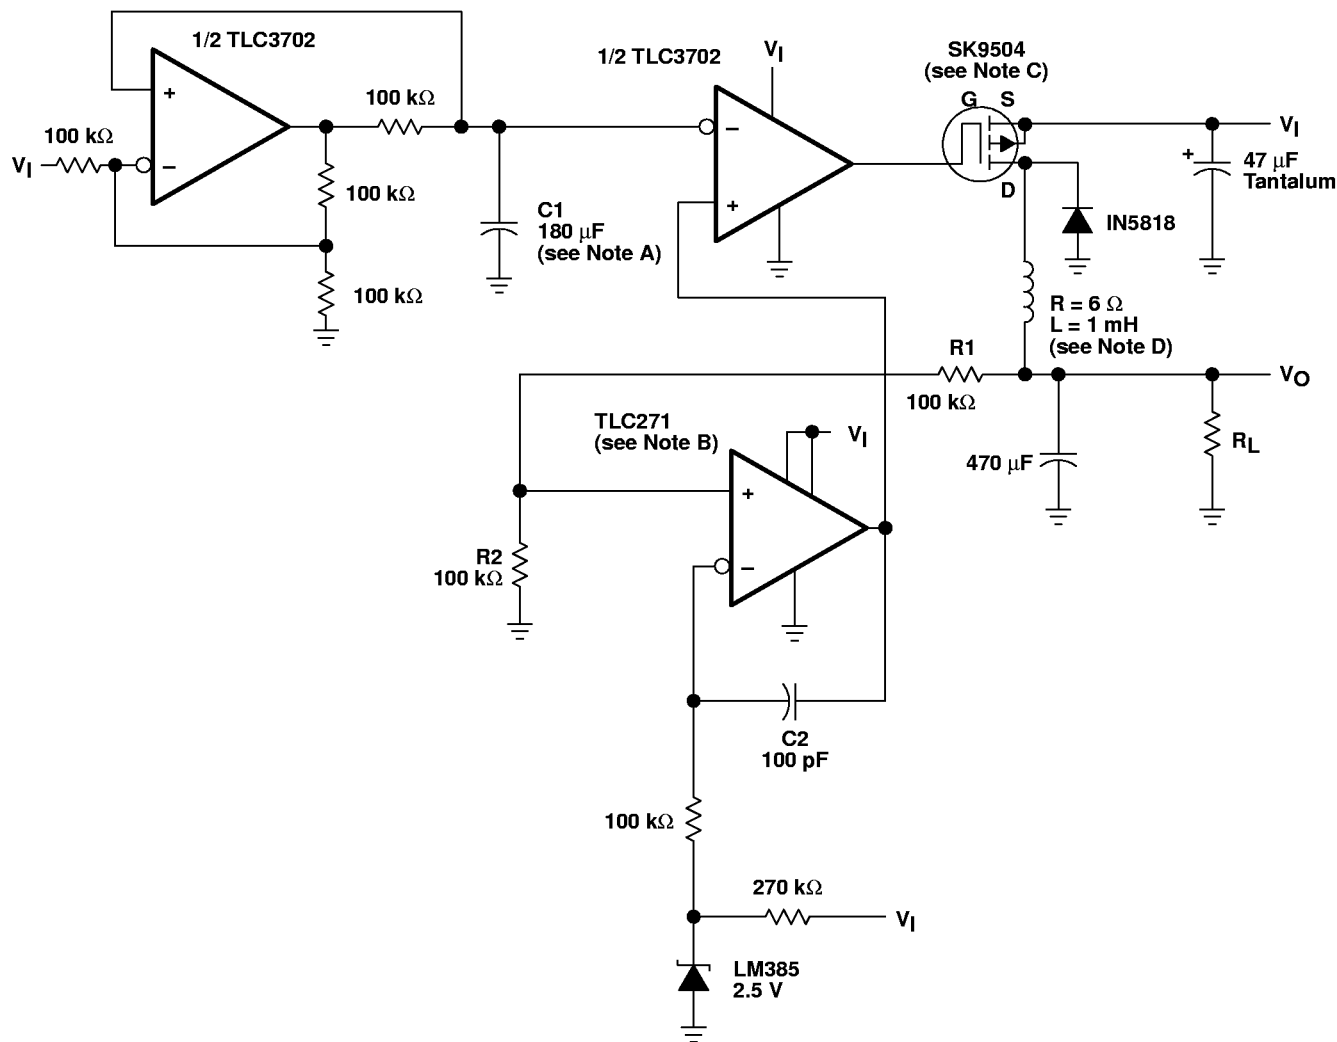 1/2 TLC3702
+
−
100 kΩ
VI
100 kΩ
100 kΩ
100 kΩ
C1
180 μF
(see Note A)
1/2 TLC3702
VI
−
+
SK9504
(see Note C)
G S
D
VI
+
47 μF
Tantalum
IN5818
R = 6 Ω
L = 1 mH
(see Note D)
R1
100 kΩ
VO
470 μF
RL
TLC271
(see Note B)
VI
+
−
R2
100 kΩ
C2
100 pF
100 kΩ
270 kΩ
VI
LM385
2.5 V